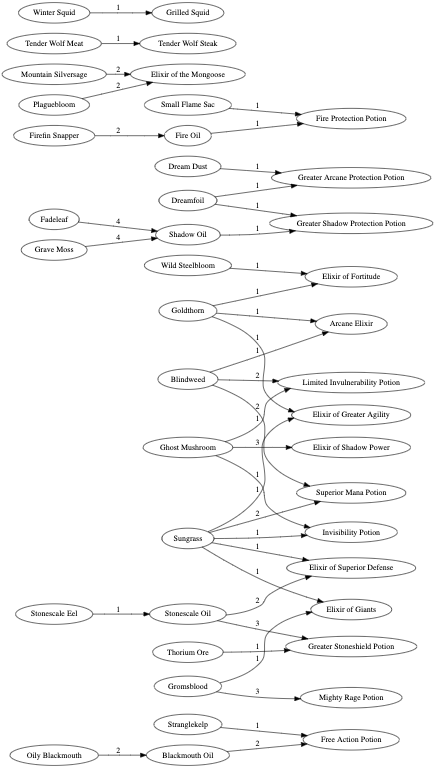 Winter Squid
1
Grilled Squid
Tender Wolf Meat
1
Tender Wolf Steak
Mountain Silversage
2
Elixir of the Mongoose
Plaguebloom
2
Small Flame Sac
1
Fire Protection Potion
Firefin Snapper
2
Fire Oil
1
Dream Dust
1
Greater Arcane Protection Potion
Dreamfoil
1
1
Greater Shadow Protection Potion
Fadeleaf
4
Shadow Oil
1
Grave Moss
4
Wild Steelbloom
1
Elixir of Fortitude
Goldthorn
1
1
Arcane Elixir
1
1
Blindweed
2
Limited Invulnerability Potion
2
1
Elixir of Greater Agility
Ghost Mushroom
3
Elixir of Shadow Power
1
1
Superior Mana Potion
2
Sungrass
1
Invisibility Potion
1
Elixir of Superior Defense
1
2
Elixir of Giants
Stonescale Eel
1
Stonescale Oil
3
Greater Stoneshield Potion
Thorium Ore
1
1
Gromsblood
3
Mighty Rage Potion
Stranglekelp
1
Free Action Potion
Oily Blackmouth
2
Blackmouth Oil
2